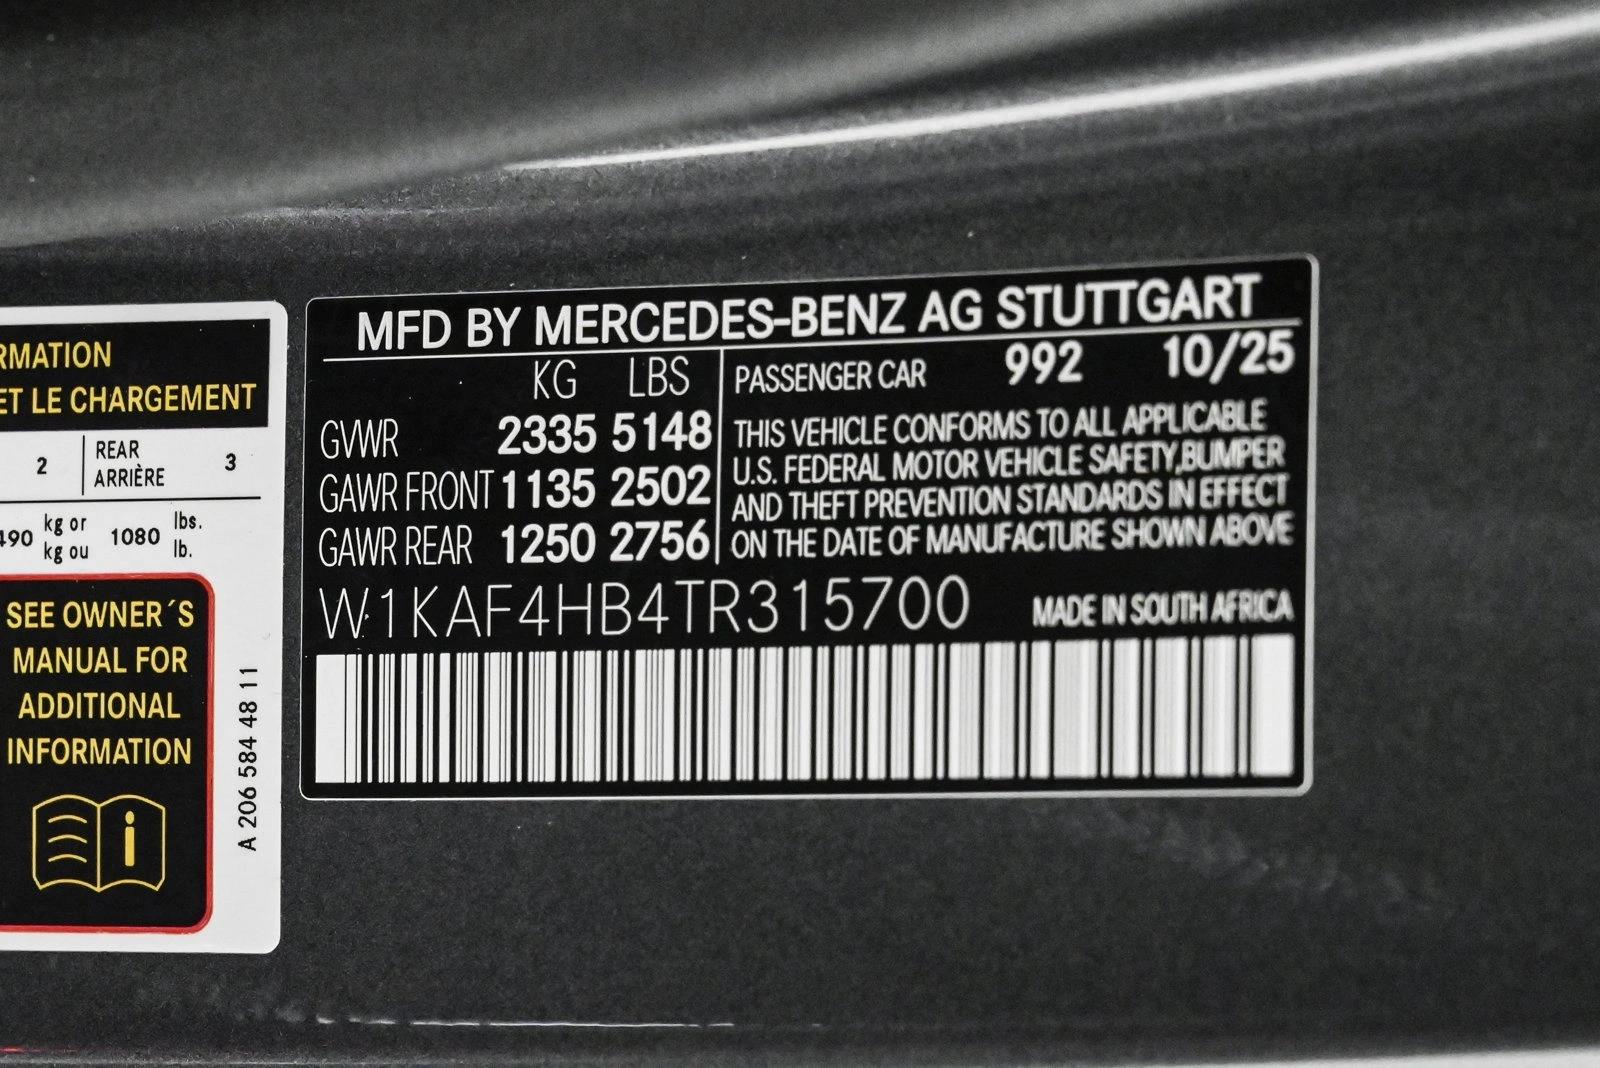 RMATION
ET LE CHARGEMENT
2 REAR ARRIÈRE 3
490 kg or kg ou 1080 lbs. lb.
SEE OWNER´S
MANUAL FOR
ADDITIONAL
INFORMATION
i
A 206 584 48 11
MFD BY MERCEDES-BENZ AG STUTTGART
KG LBS
GVWR 2335 5148
GAWR FRONT 1135 2502
GAWR REAR 1250 2756
PASSENGER CAR 992 10/25
THIS VEHICLE CONFORMS TO ALL APPLICABLE
U.S. FEDERAL MOTOR VEHICLE SAFETY,BUMPER
AND THEFT PREVENTION STANDARDS IN EFFECT
ON THE DATE OF MANUFACTURE SHOWN ABOVE
W1KAF4HB4TR315700 MADE IN SOUTH AFRICA